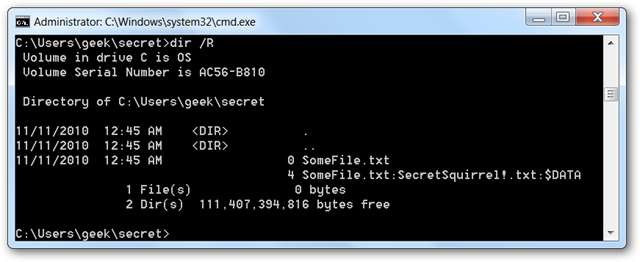 Administrator: C:\Windows\system32\cmd.exe
C:\Users\geek\secret>dir /R
Volume in drive C is OS
Volume Serial Number is AC56-B810
Directory of C:\Users\geek\secret
11/11/2010  12:45 AM    <DIR>          .
11/11/2010  12:45 AM    <DIR>          ..
11/11/2010  12:45 AM                 0 SomeFile.txt
4 SomeFile.txt:SecretSquirrel!.txt:$DATA
1 File(s)              0 bytes
2 Dir(s)  111,407,394,816 bytes free
C:\Users\geek\secret>